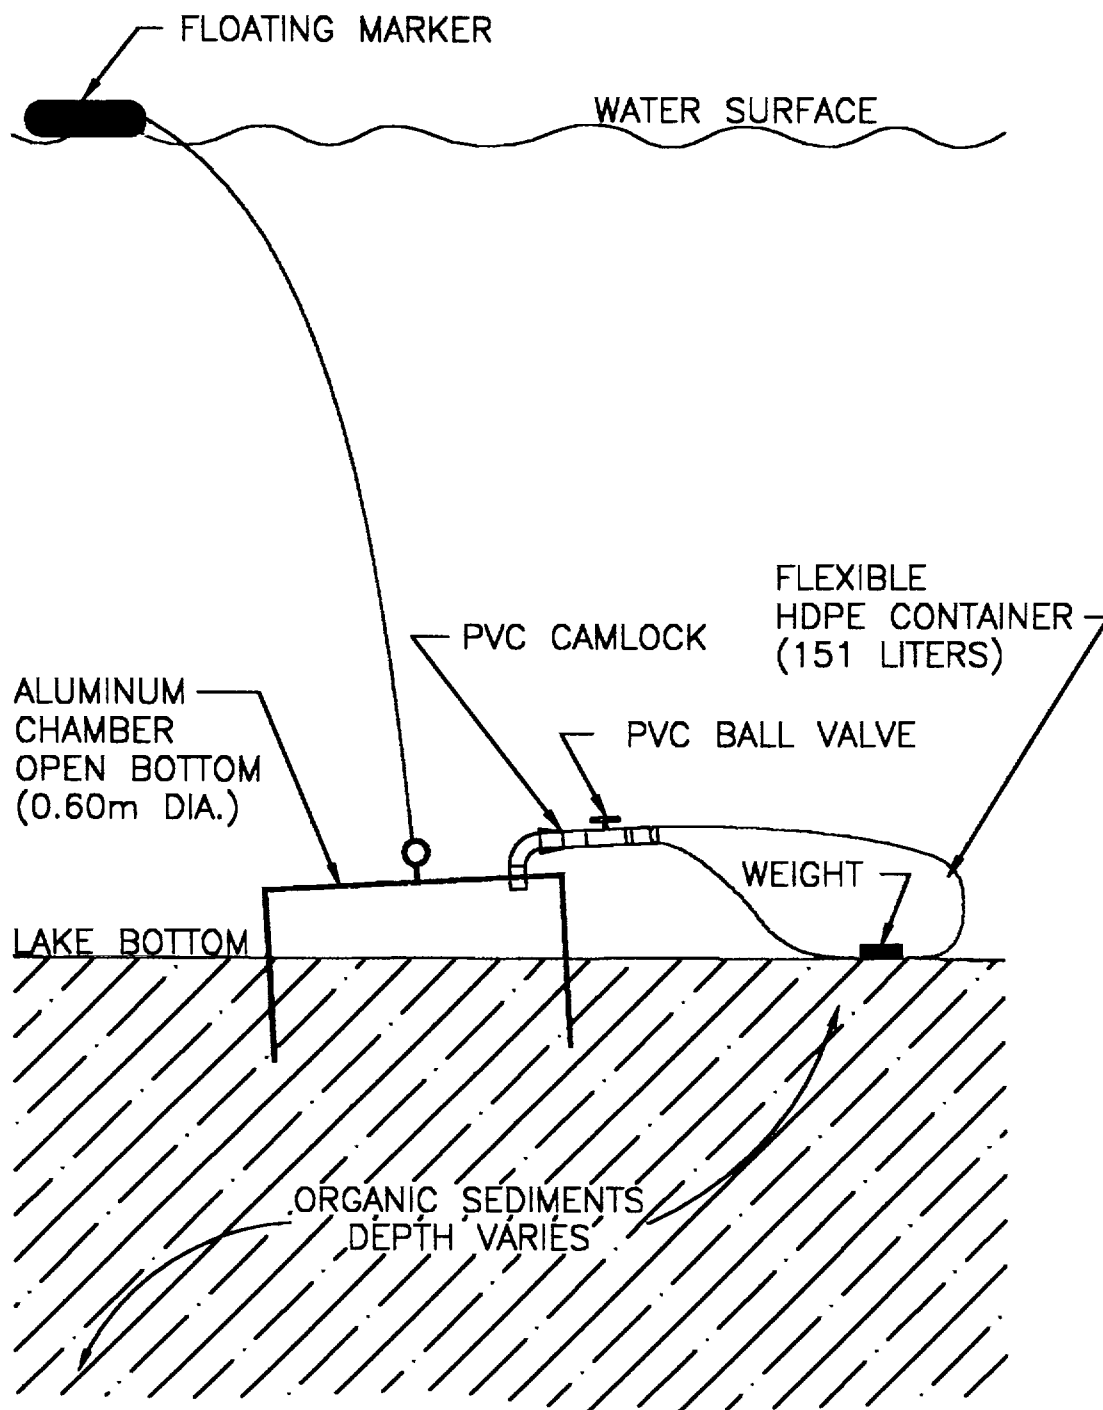 FLOATING MARKER
WATER SURFACE
FLEXIBLE
HDPE CONTAINER
(151 LITERS)
PVC CAMLOCK
ALUMINUM
CHAMBER
OPEN BOTTOM
(0.60m DIA.)
PVC BALL VALVE
WEIGHT
LAKE BOTTOM
ORGANIC SEDIMENTS
DEPTH VARIES